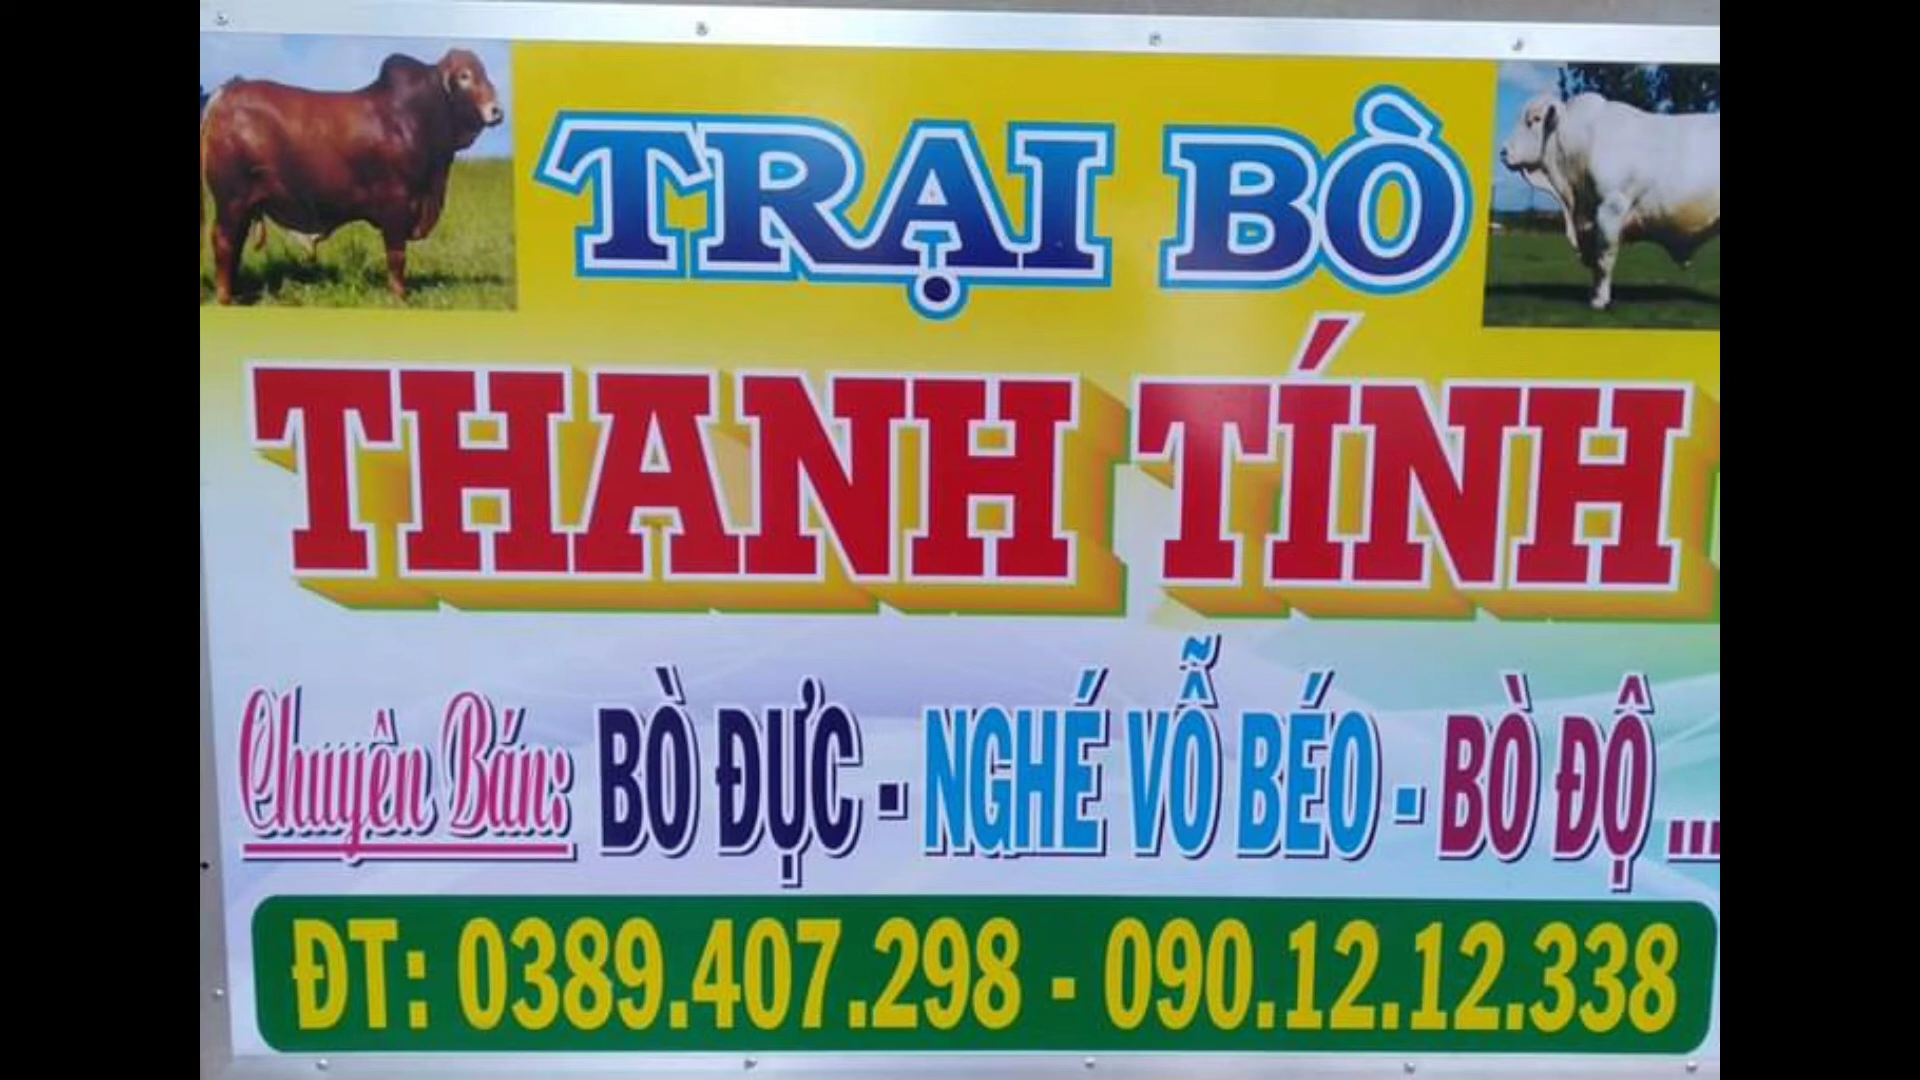 TRẠI BÒ
THANH TÍNH
Chuyên Bán: BÒ ĐỰC - NGHÉ VỖ BÉO - BÒ ĐỘ ...
ĐT: 0389.407.298 - 090.12.12.338